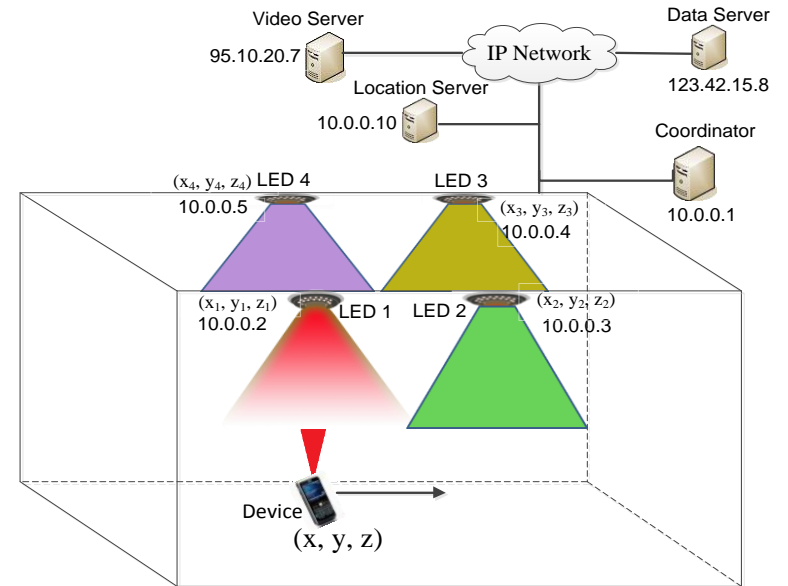 Video Server
95.10.20.7
IP Network
Data Server
123.42.15.8
Location Server
10.0.0.10
Coordinator
10.0.0.1
(x₄, y₄, z₄)
LED 4
10.0.0.5
LED 3
(x₃, y₃, z₃)
10.0.0.4
(x₁, y₁, z₁)
10.0.0.2
LED 1
LED 2
(x₂, y₂, z₂)
10.0.0.3
Device
(x, y, z)